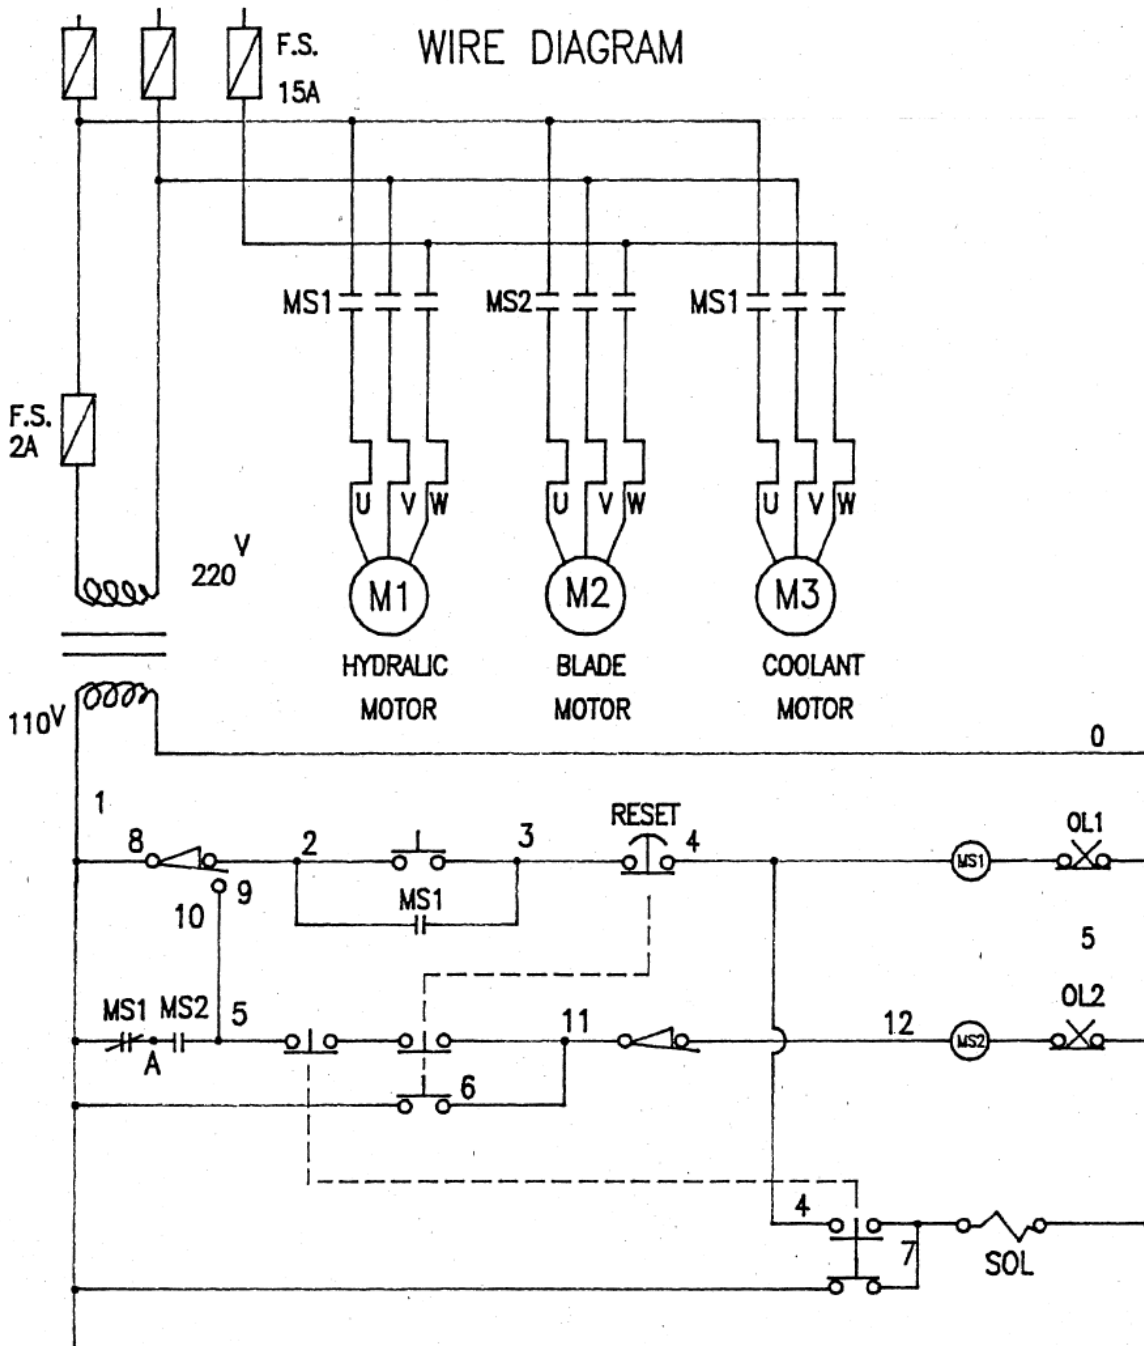 WIRE DIAGRAM
F.S.
15A
MS1
MS2
MS1
F.S.
2A
U V W
U V W
U V W
220V
M1
M2
M3
HYDRALIC
MOTOR
BLADE
MOTOR
COOLANT
MOTOR
110V
0
1
RESET
8
2
3
4
OL1
MS1
9
MS1
10
5
MS1
MS2
5
11
12
OL2
A
MS2
6
4
7
SOL